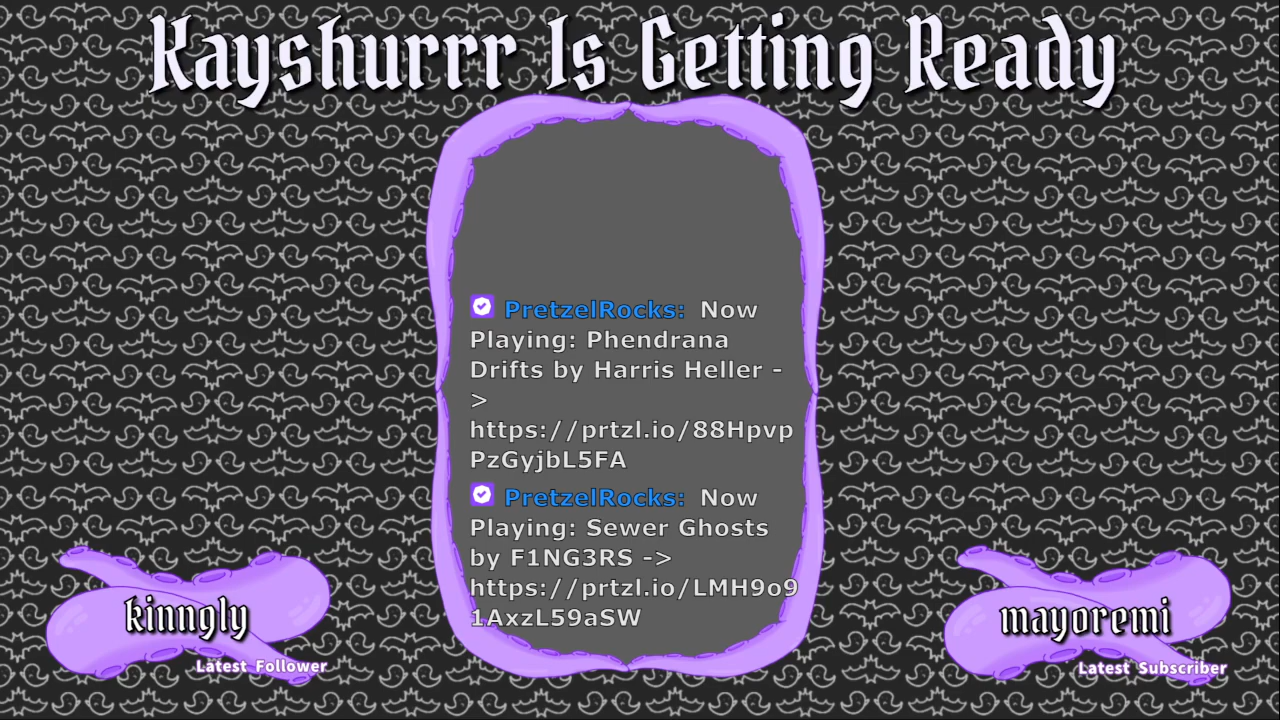 Kayshurrr Is Getting Ready
PretzelRocks: Now
Playing: Phendrana
Drifts by Harris Heller -
>
https://prtzl.io/88Hpvp
PzGyjbL5FA
PretzelRocks: Now
Playing: Sewer Ghosts
by F1NG3RS ->
https://prtzl.io/LMH9o9
1AxzL59aSW
kinngly
Latest Follower
mayoremi
Latest Subscriber